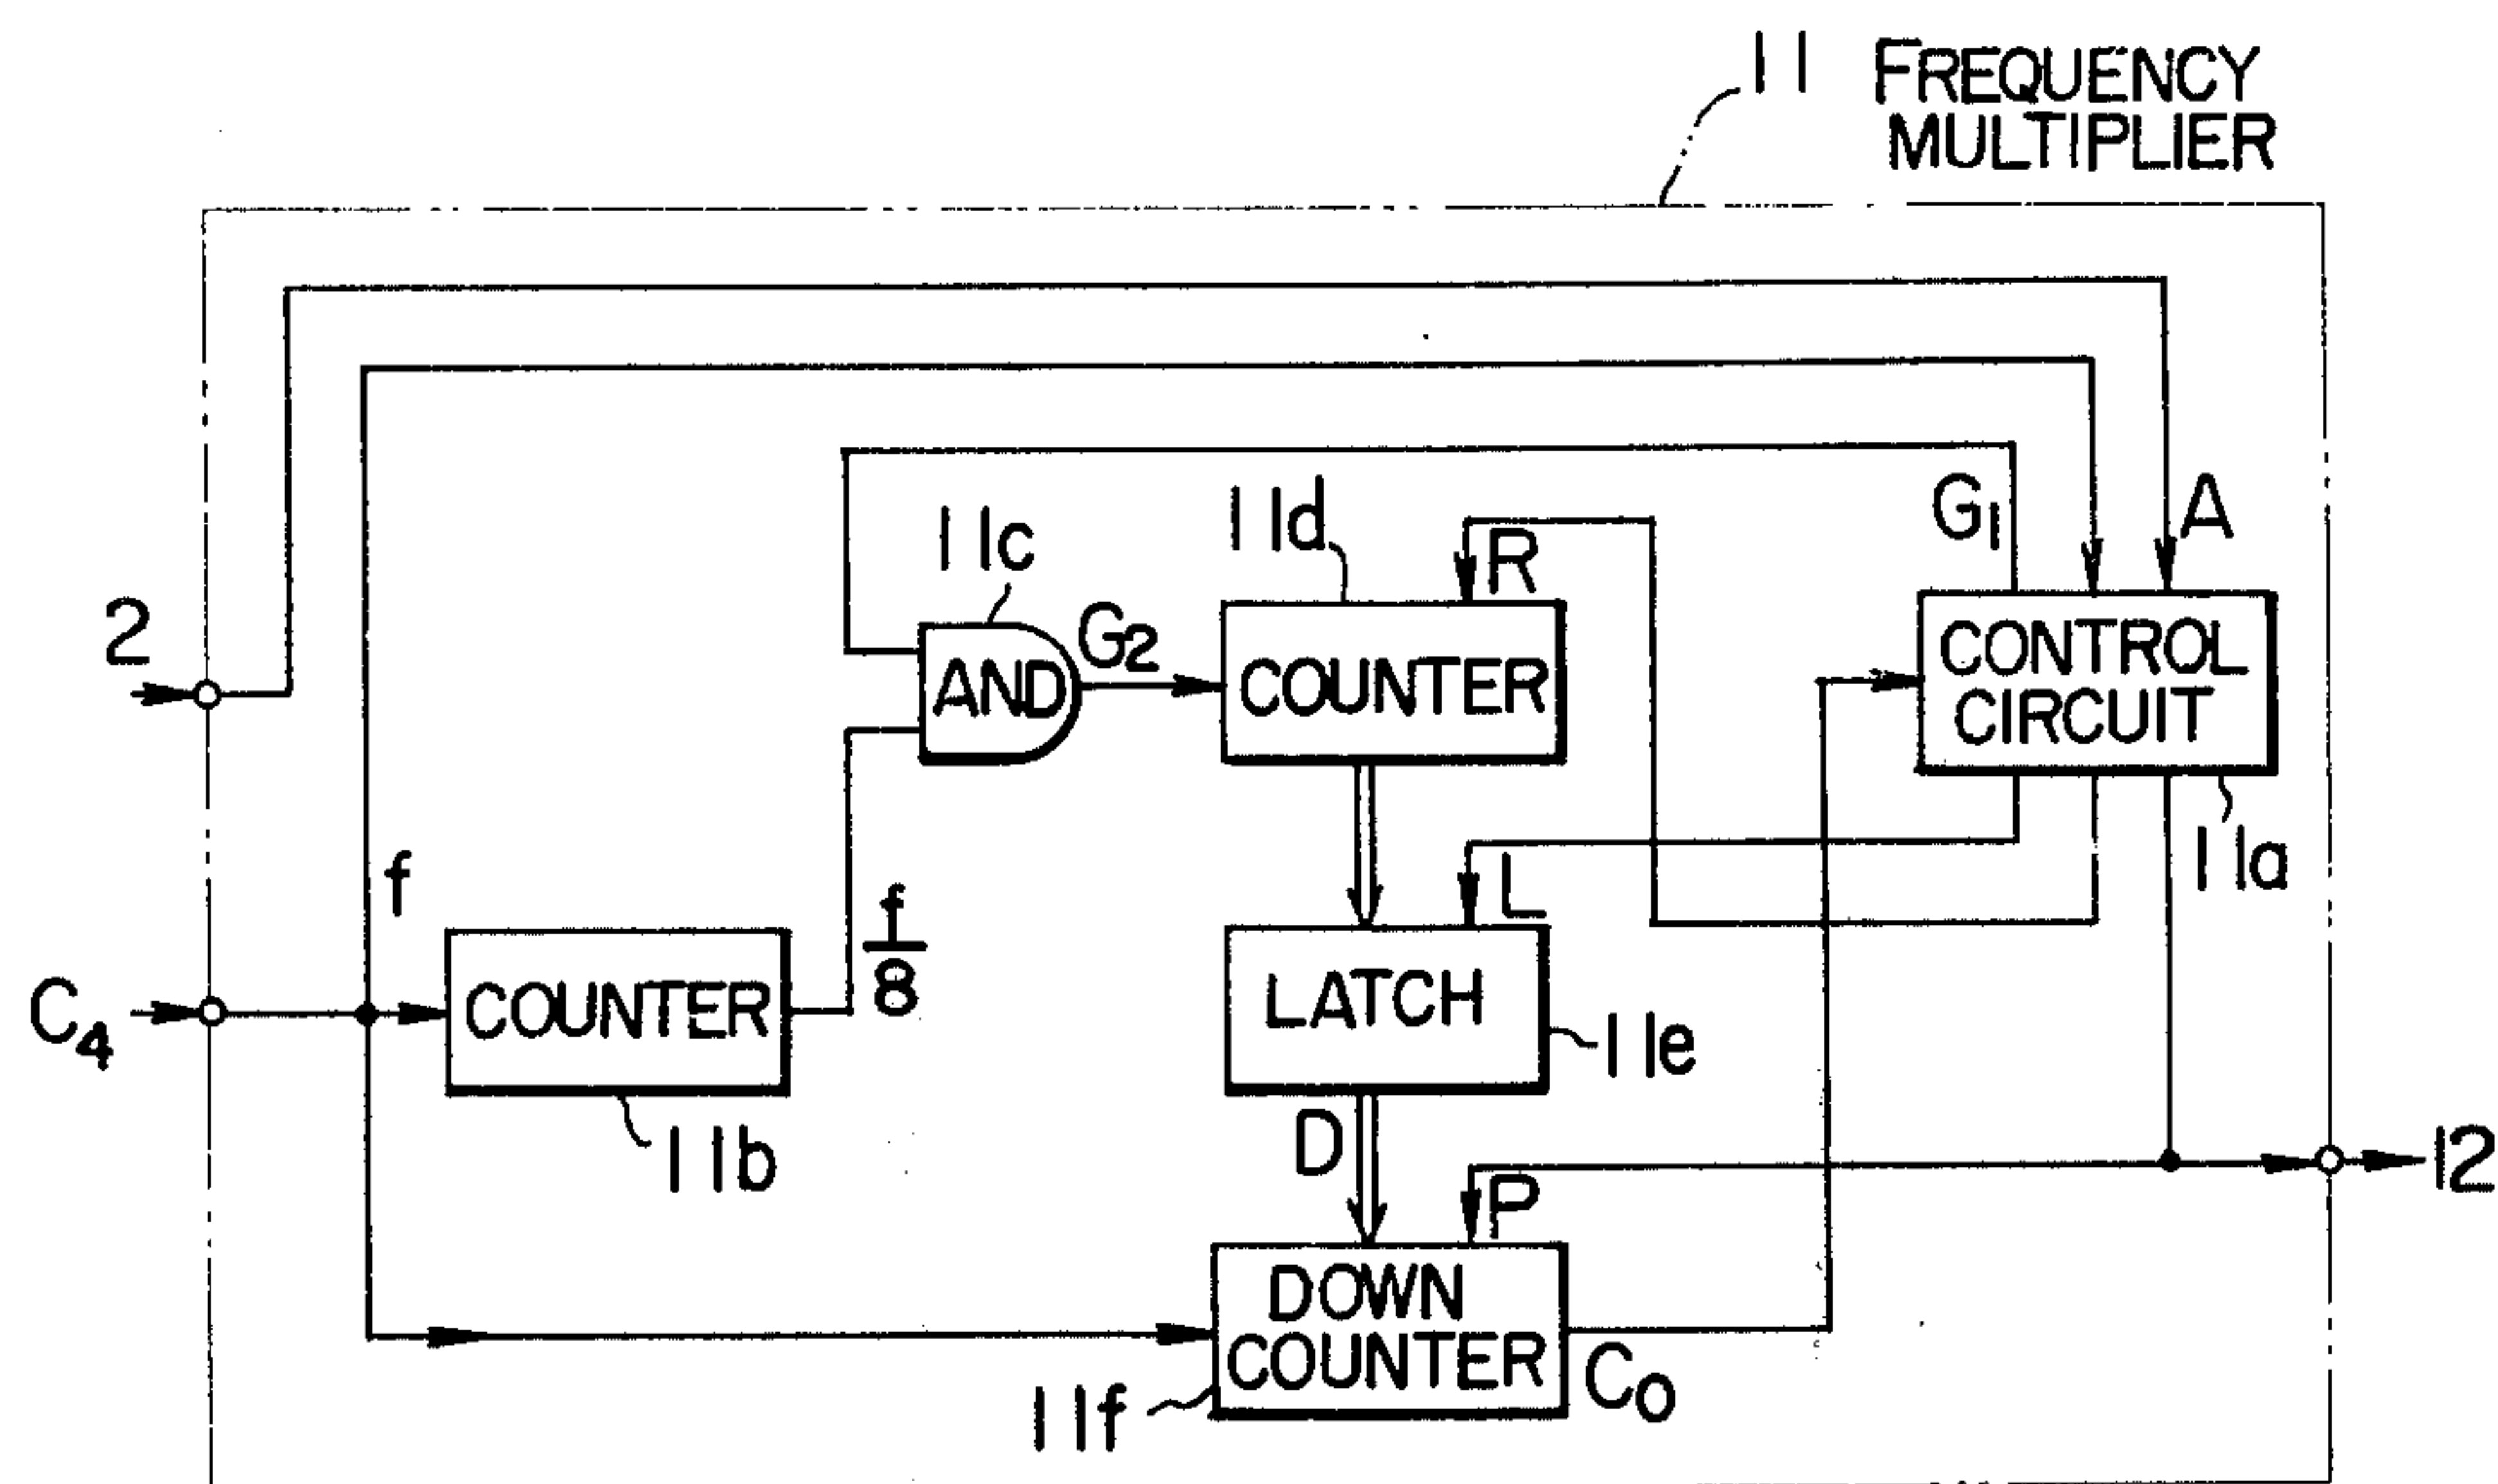 11 FREQUENCY
MULTIPLIER
2
11c
11d
R
G1
A
AND
G2
COUNTER
CONTROL
CIRCUIT
11a
f
f
8
L
C4
COUNTER
LATCH
11e
11b
D
P
12
DOWN
COUNTER
11f
C0